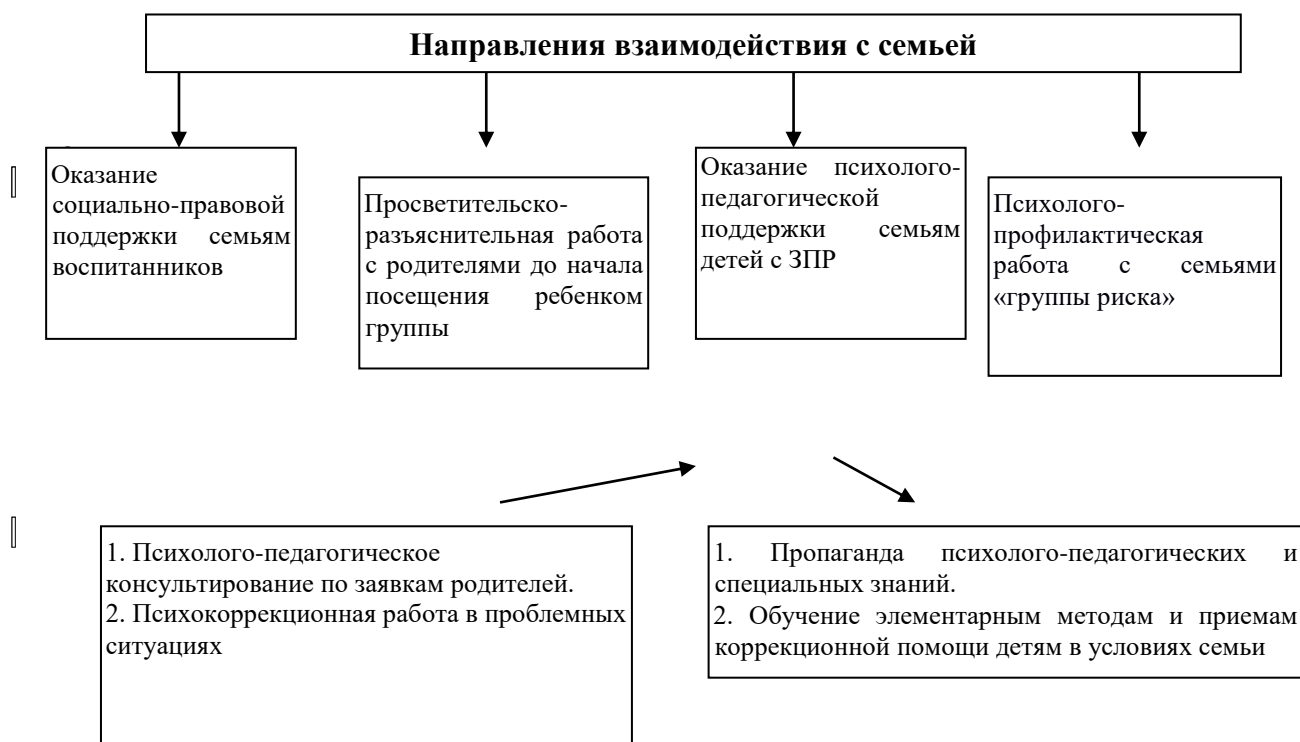 Направления взаимодействия с семьей
Оказание
социально-правовой
поддержки семьям
воспитанников
Просветительско-
разъяснительная работа
с родителями до начала
посещения ребенком
группы
Оказание психолого-
педагогической
поддержки семьям
детей с ЗПР
Психолого-
профилактическая
работа с семьями
«группы риска»
1. Психолого-педагогическое
консультирование по заявкам родителей.
2. Психокоррекционная работа в проблемных
ситуациях
1. Пропаганда психолого-педагогических и
специальных знаний.
2. Обучение элементарным методам и приемам
коррекционной помощи детям в условиях семьи